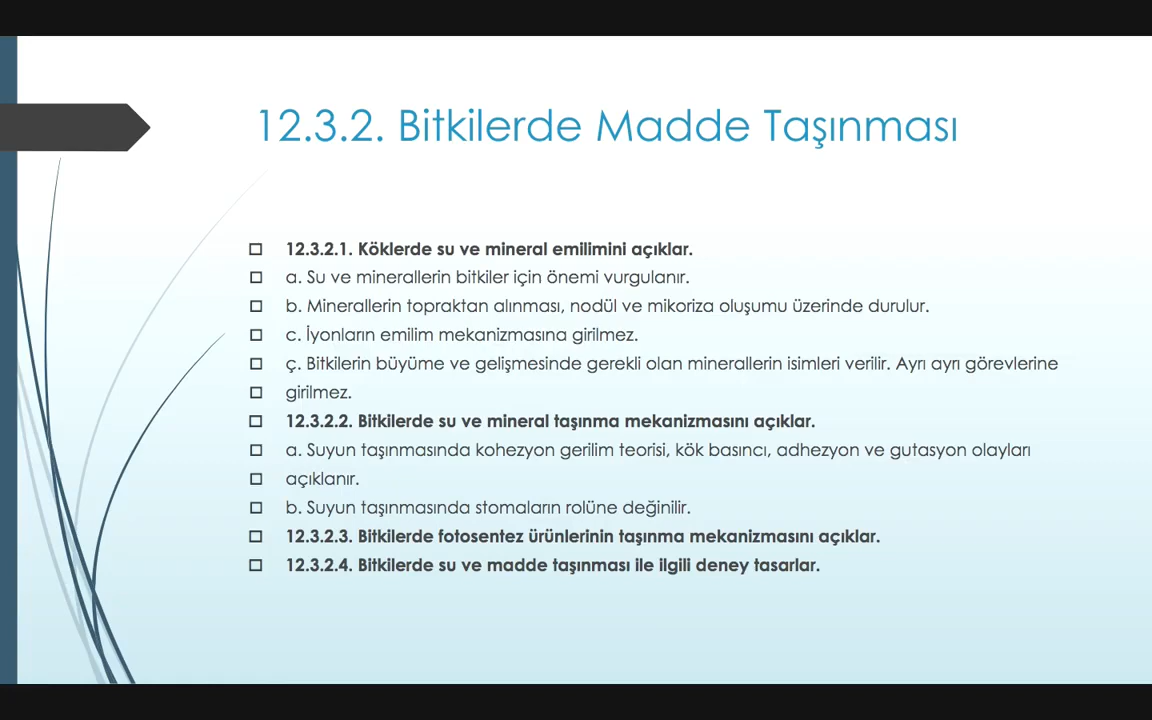 12.3.2. Bitkilerde Madde Taşınması
12.3.2.1. Köklerde su ve mineral emilimini açıklar.
a. Su ve minerallerin bitkiler için önemi vurgulanır.
b. Minerallerin topraktan alınması, nodül ve mikoriza oluşumu üzerinde durulur.
c. İyonların emilim mekanizmasına girilmez.
ç. Bitkilerin büyüme ve gelişmesinde gerekli olan minerallerin isimleri verilir. Ayrı ayrı görevlerine
girilmez.
12.3.2.2. Bitkilerde su ve mineral taşınma mekanizmasını açıklar.
a. Suyun taşınmasında kohezyon gerilim teorisi, kök basıncı, adhezyon ve gutasyon olayları
açıklanır.
b. Suyun taşınmasında stomaların rolüne değinilir.
12.3.2.3. Bitkilerde fotosentez ürünlerinin taşınma mekanizmasını açıklar.
12.3.2.4. Bitkilerde su ve madde taşınması ile ilgili deney tasarlar.